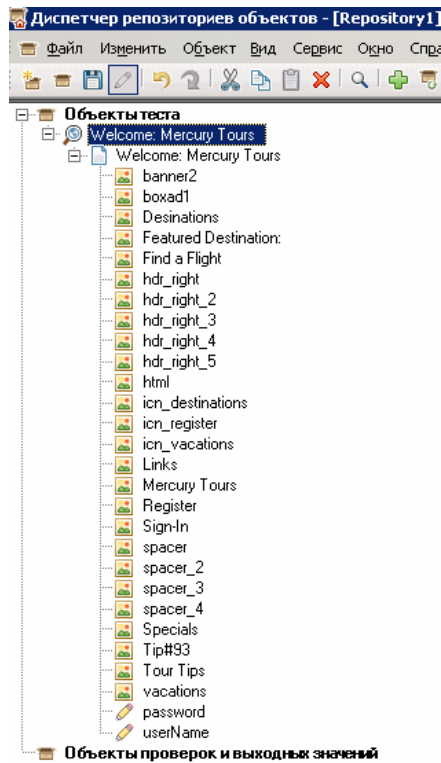 Диспетчер репозиториев объектов - [Repository1]
Файл Изменить Объект Вид Сервис Окно Спра
Объекты теста
Welcome: Mercury Tours
Welcome: Mercury Tours
banner2
boxad1
Desinations
Featured Destination:
Find a Flight
hdr_right
hdr_right_2
hdr_right_3
hdr_right_4
hdr_right_5
html
icn_destinations
icn_register
icn_vacations
Links
Mercury Tours
Register
Sign-In
spacer
spacer_2
spacer_3
spacer_4
Specials
Tip#93
Tour Tips
vacations
password
userName
Объекты проверок и выходных значений